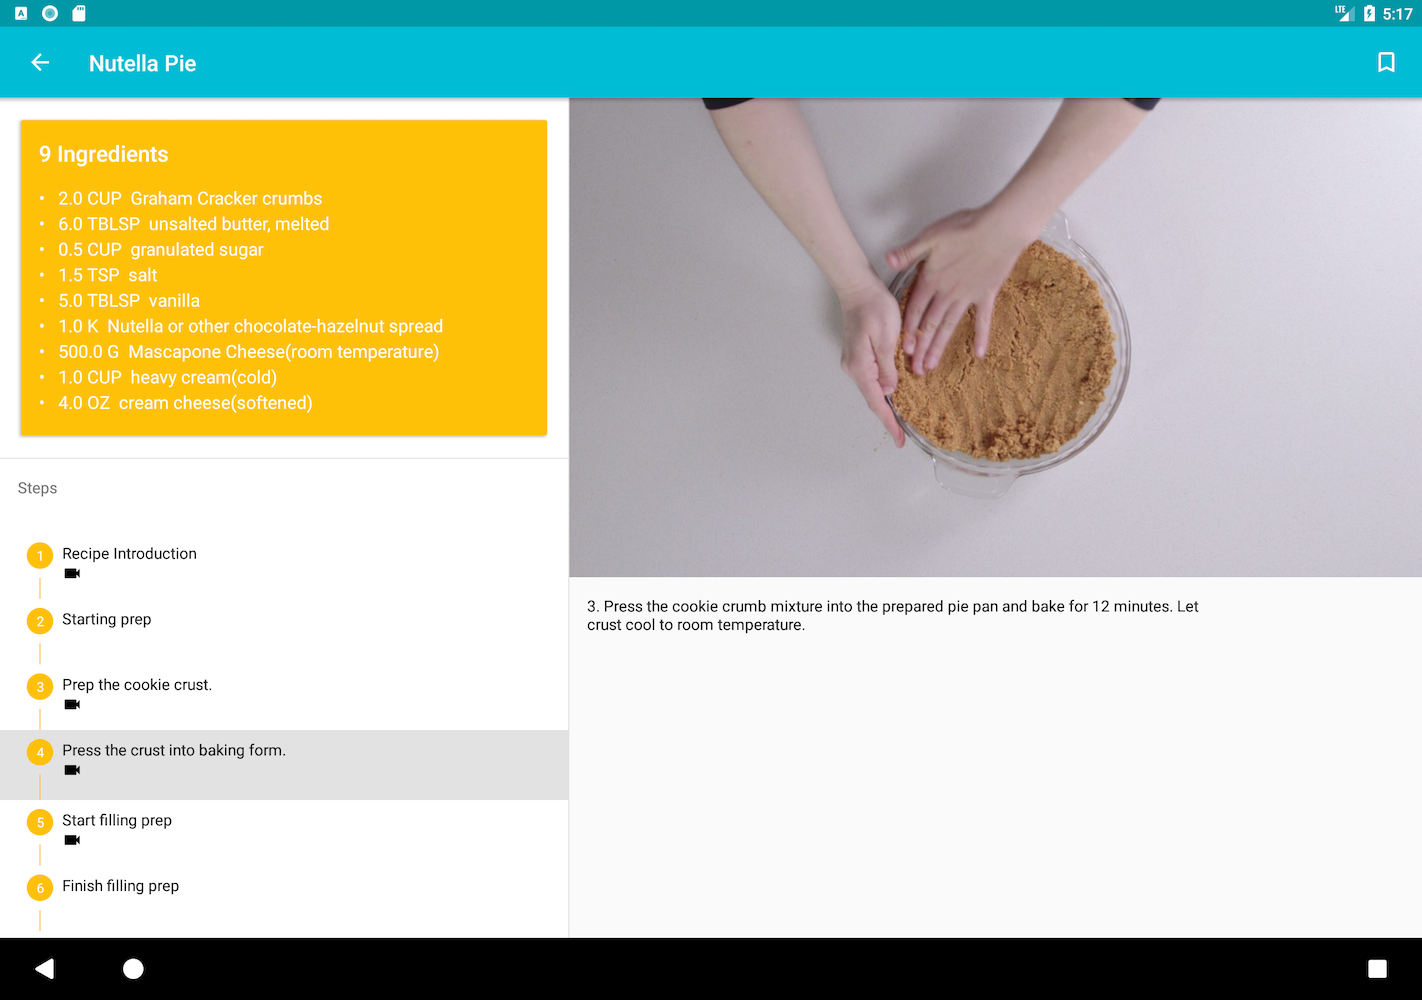 A
LTE
5:17
Nutella Pie
9 Ingredients
• 2.0 CUP  Graham Cracker crumbs
• 6.0 TBLSP  unsalted butter, melted
• 0.5 CUP  granulated sugar
• 1.5 TSP  salt
• 5.0 TBLSP  vanilla
• 1.0 K  Nutella or other chocolate-hazelnut spread
• 500.0 G  Mascapone Cheese(room temperature)
• 1.0 CUP  heavy cream(cold)
• 4.0 OZ  cream cheese(softened)
Steps
1 Recipe Introduction
2 Starting prep
3 Prep the cookie crust.
4 Press the crust into baking form.
5 Start filling prep
6 Finish filling prep
3. Press the cookie crumb mixture into the prepared pie pan and bake for 12 minutes. Let
crust cool to room temperature.